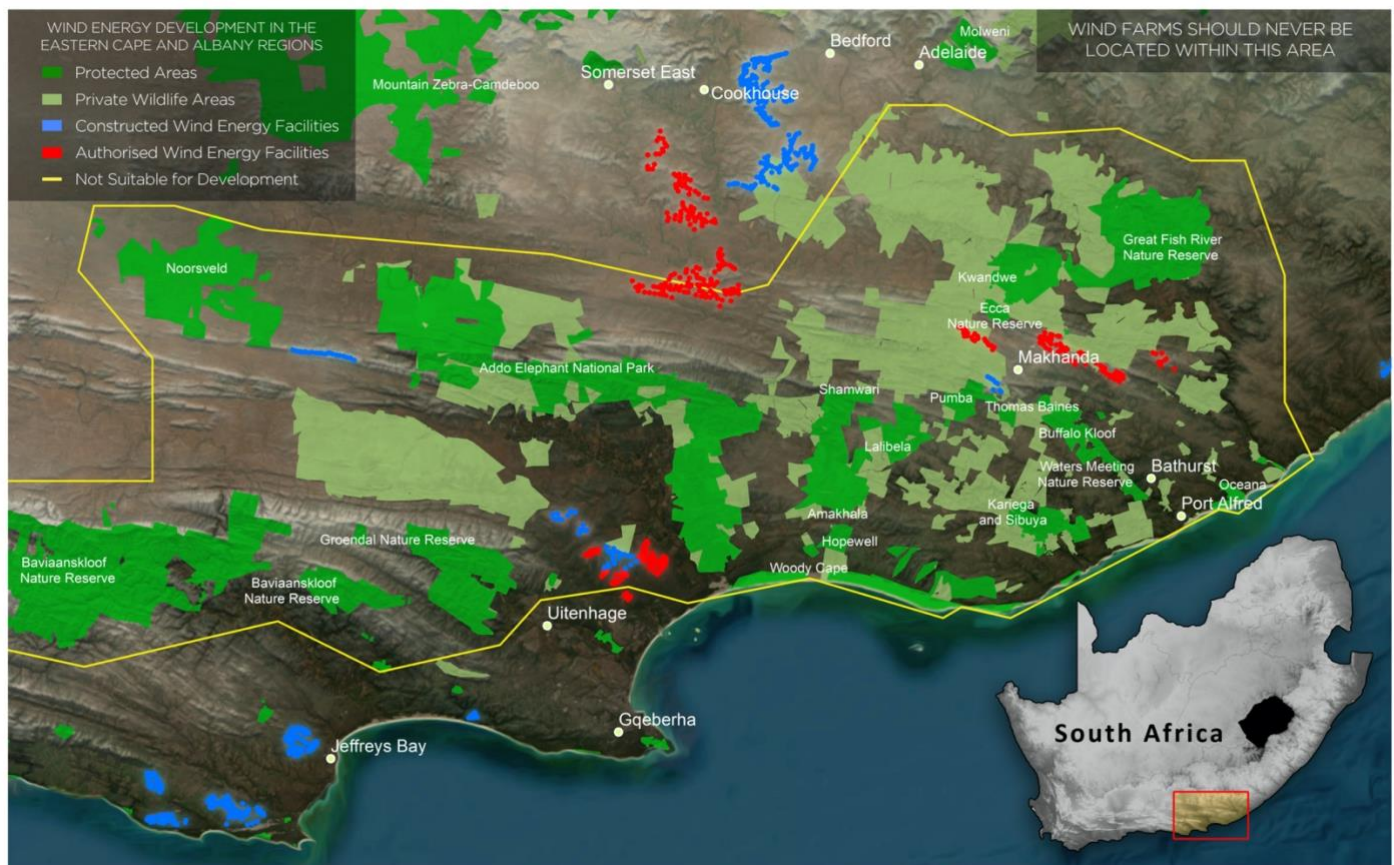 WIND ENERGY DEVELOPMENT IN THE
EASTERN CAPE AND ALBANY REGIONS
Protected Areas
Private Wildlife Areas
Constructed Wind Energy Facilities
Authorised Wind Energy Facilities
Not Suitable for Development
WIND FARMS SHOULD NEVER BE
LOCATED WITHIN THIS AREA
Molweni
Bedford
Adelaide
Somerset East
Mountain Zebra-Camdeboo
Cookhouse
Great Fish River
Nature Reserve
Noorsveld
Kwandwe
Ecca
Nature Reserve
Makhanda
Addo Elephant National Park
Shamwari
Pumba
Thomas Baines
Buffalo Kloof
Lalibela
Waters Meeting
Nature Reserve
Bathurst
Oceana
Port Alfred
Kariega
and Sibuya
Amakhala
Hopewell
Woody Cape
Groendal Nature Reserve
Baviaanskloof
Nature Reserve
Baviaanskloof
Nature Reserve
Uitenhage
Gqeberha
Jeffreys Bay
South Africa